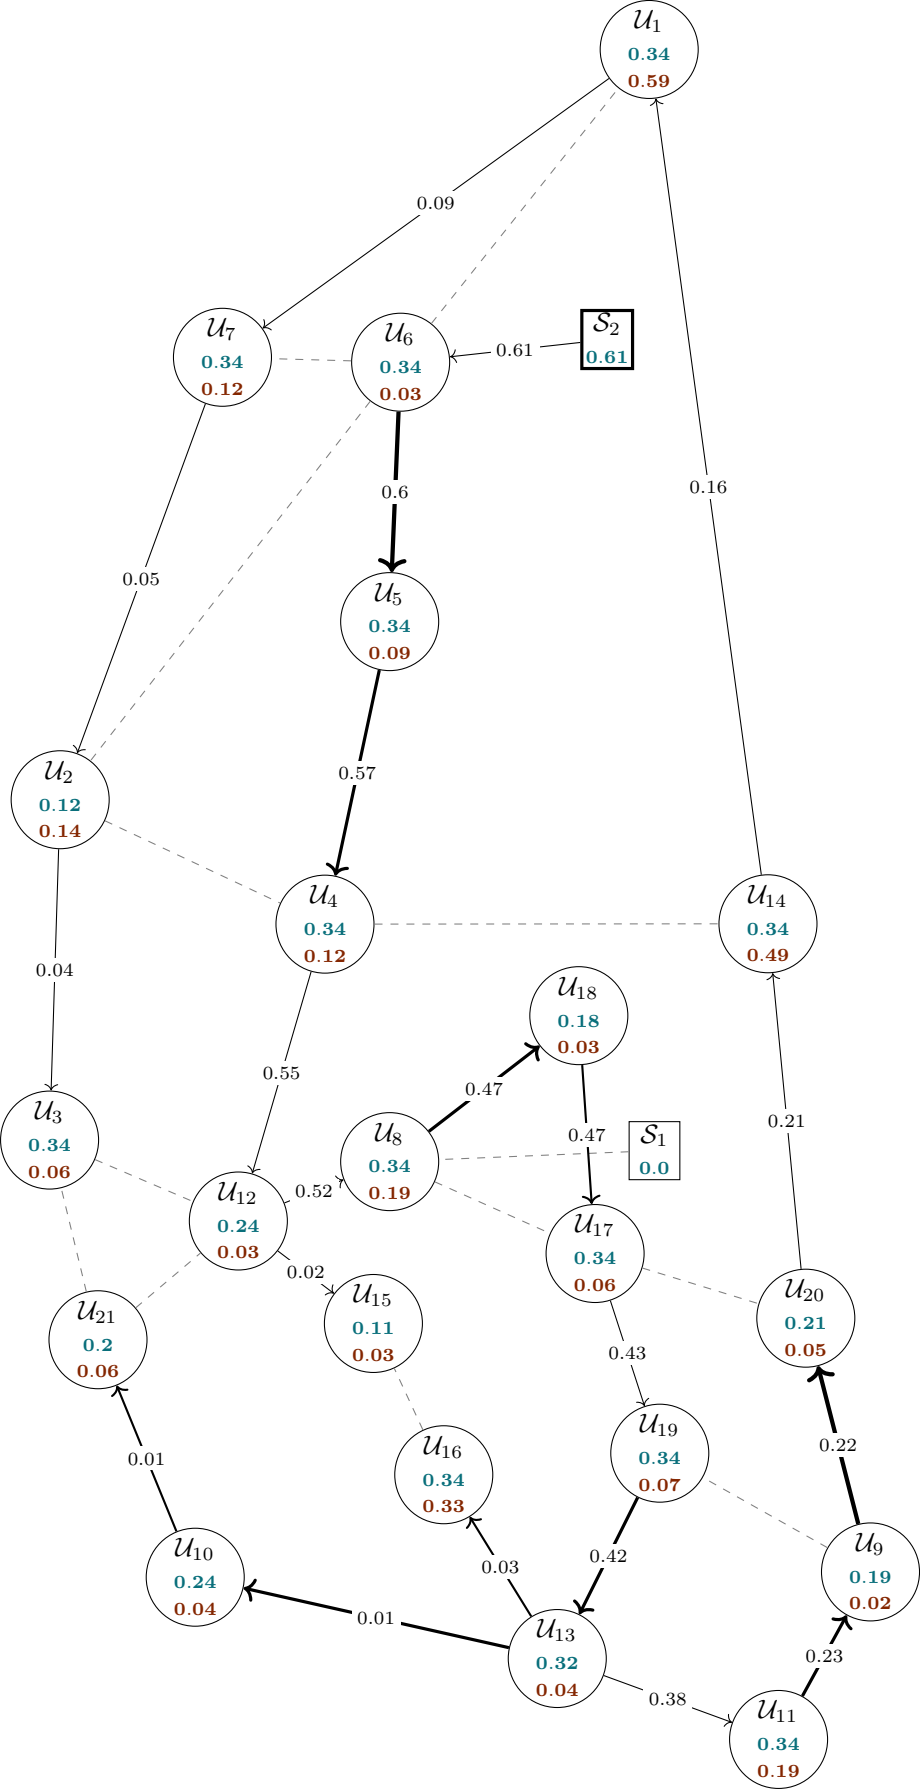 𝒰₁
0.34
0.59
0.09
𝒰₇
0.34
0.12
𝒰₆
0.34
0.03
0.61
𝒮₂
0.61
0.16
0.6
0.05
𝒰₅
0.34
0.09
0.57
𝒰₂
0.12
0.14
𝒰₄
0.34
0.12
𝒰₁₄
0.34
0.49
0.04
𝒰₁₈
0.18
0.03
0.55
0.47
0.47
0.21
𝒰₃
0.34
0.06
𝒰₈
0.34
0.19
𝒮₁
0.0
𝒰₁₂
0.24
0.03
0.52
𝒰₁₇
0.34
0.06
0.02
𝒰₂₁
0.2
0.06
𝒰₁₅
0.11
0.03
𝒰₂₀
0.21
0.05
0.43
0.01
𝒰₁₆
0.34
0.33
𝒰₁₉
0.34
0.07
0.22
𝒰₁₀
0.24
0.04
0.03
0.42
𝒰₉
0.19
0.02
0.01
𝒰₁₃
0.32
0.04
0.23
0.38
𝒰₁₁
0.34
0.19